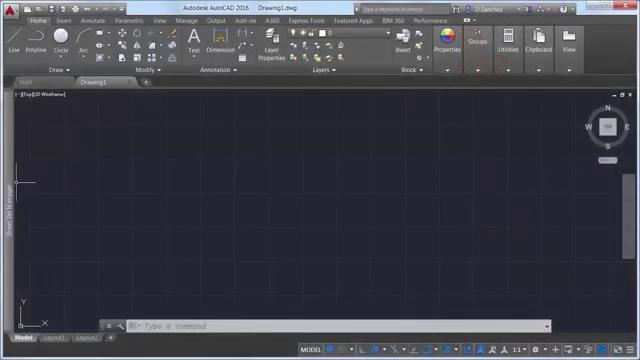 Autodesk AutoCAD 2016 Drawing1.dwg
Type a keyword or phrase
D.Sanchez
Home Insert Annotate Parametric View Manage Output Add-ins A360 Express Tools Featured Apps BIM 360 Performance
Line Polyline Circle Arc Text Dimension 0 Insert Properties Groups Utilities Clipboard View
Draw Modify Annotation Layers Block
Start Drawing1
[−][Top][2D Wireframe]
N
W TOP E
S
Sheet Set Manager
Y
X
Type a command
Model Layout1 Layout2
MODEL 1:1